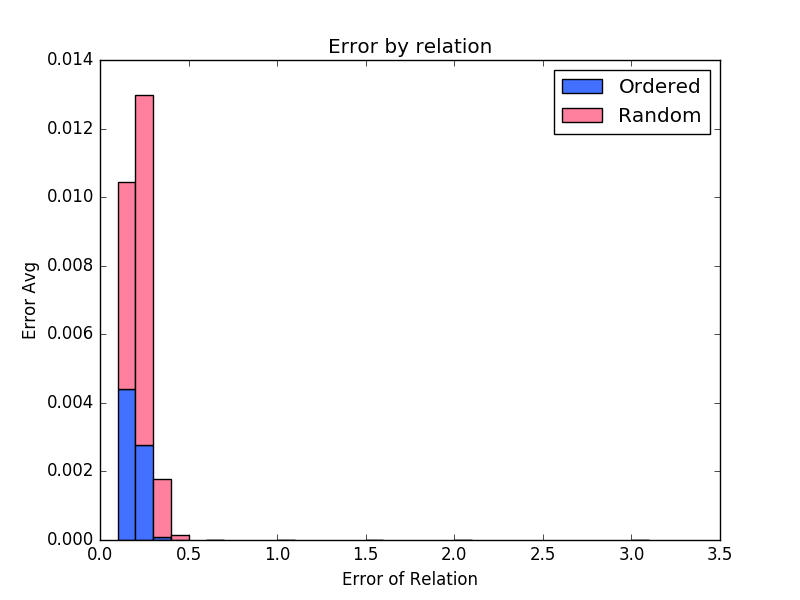 Error by relation
Ordered
Random
Error Avg
0.014
0.012
0.010
0.008
0.006
0.004
0.002
0.000
0.0 0.5 1.0 1.5 2.0 2.5 3.0 3.5
Error of Relation